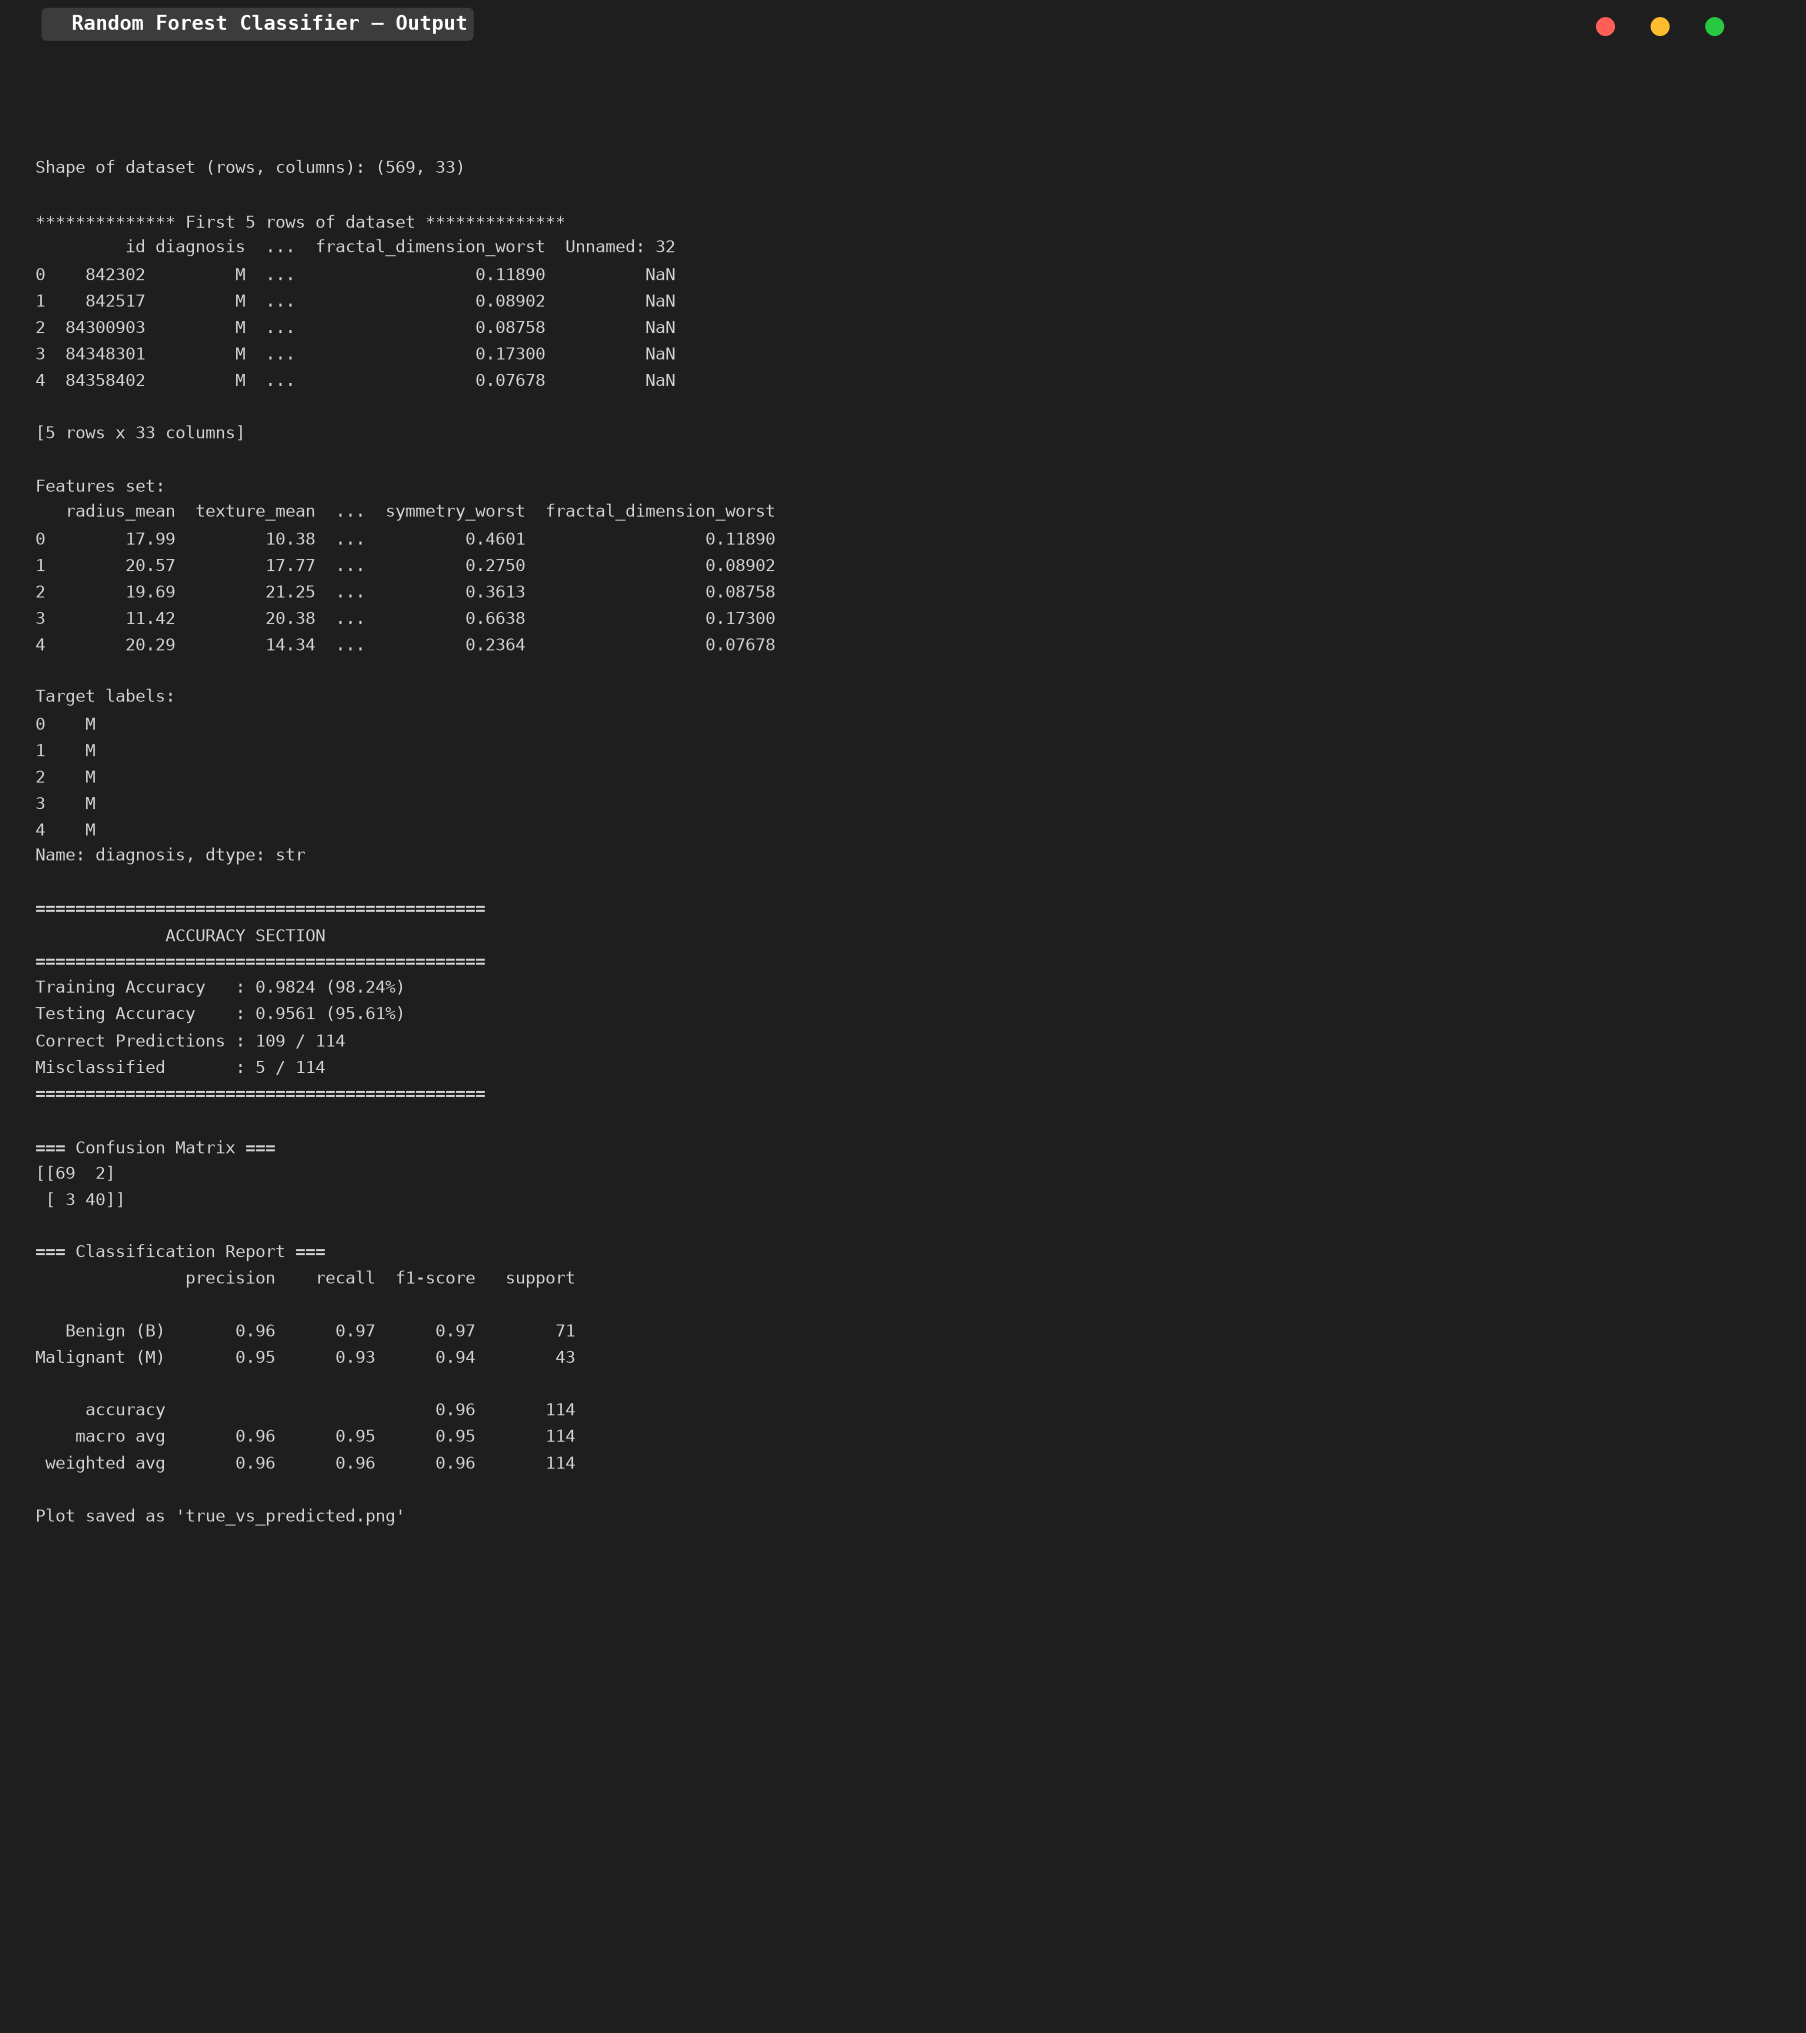 Random Forest Classifier — Output
Shape of dataset (rows, columns): (569, 33)
************** First 5 rows of dataset **************
         id diagnosis  ...  fractal_dimension_worst  Unnamed: 32
0    842302         M  ...                  0.11890          NaN
1    842517         M  ...                  0.08902          NaN
2  84300903         M  ...                  0.08758          NaN
3  84348301         M  ...                  0.17300          NaN
4  84358402         M  ...                  0.07678          NaN
[5 rows x 33 columns]
Features set:
   radius_mean  texture_mean  ...  symmetry_worst  fractal_dimension_worst
0        17.99         10.38  ...          0.4601                  0.11890
1        20.57         17.77  ...          0.2750                  0.08902
2        19.69         21.25  ...          0.3613                  0.08758
3        11.42         20.38  ...          0.6638                  0.17300
4        20.29         14.34  ...          0.2364                  0.07678
Target labels:
0    M
1    M
2    M
3    M
4    M
Name: diagnosis, dtype: str
=============================================
             ACCURACY SECTION
=============================================
Training Accuracy   : 0.9824 (98.24%)
Testing Accuracy    : 0.9561 (95.61%)
Correct Predictions : 109 / 114
Misclassified       : 5 / 114
=============================================
=== Confusion Matrix ===
[[69  2]
 [ 3 40]]
=== Classification Report ===
               precision    recall  f1-score   support
   Benign (B)       0.96      0.97      0.97        71
Malignant (M)       0.95      0.93      0.94        43
     accuracy                           0.96       114
    macro avg       0.96      0.95      0.95       114
 weighted avg       0.96      0.96      0.96       114
Plot saved as 'true_vs_predicted.png'